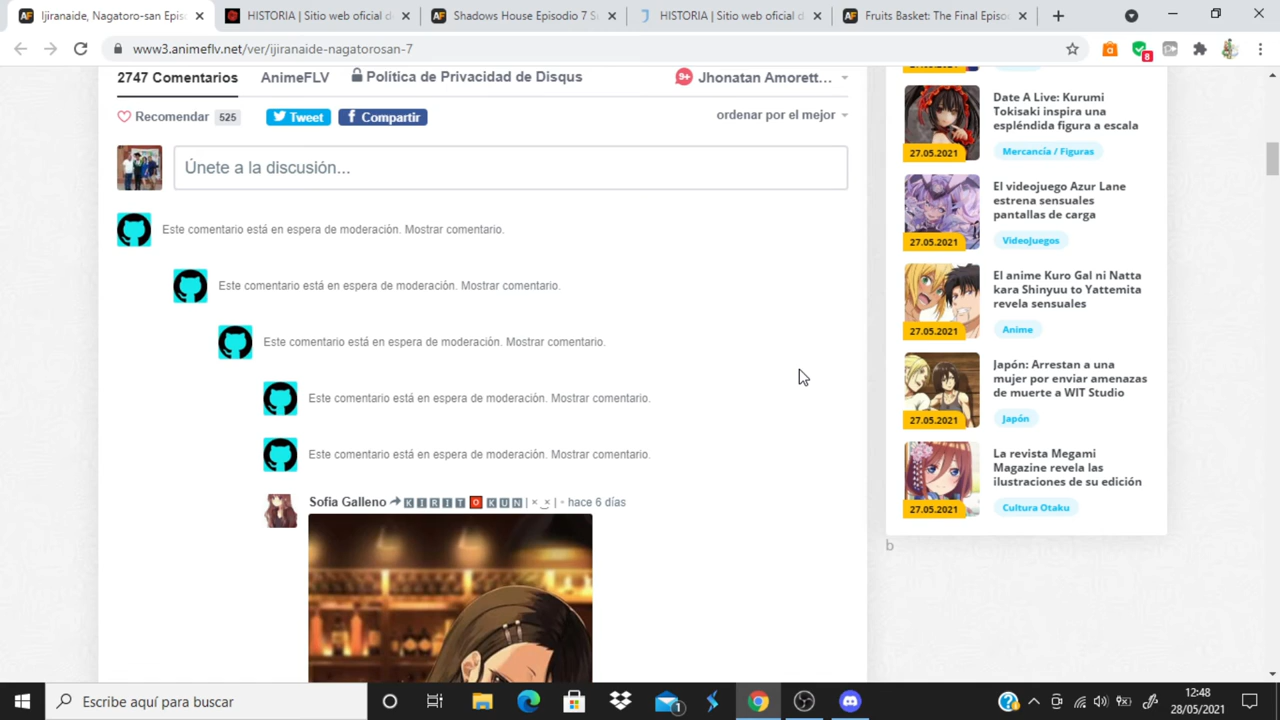 Ijiranaide, Nagatoro-san Epis
HISTORIA | Sitio web oficial d
Shadows House Episodio 7 S
HISTORIA | Sitio web oficial d
Fruits Basket: The Final Episo
www3.animeflv.net/ver/ijiranaide-nagatorosan-7
8
2747 Comentarios
AnimeFLV
Politica de Privacidad de Disqus
9+
Jhonatan Amorett...
Recomendar 525
Tweet
Compartir
ordenar por el mejor
Únete a la discusión...
Este comentario está en espera de moderación. Mostrar comentario.
Este comentario está en espera de moderación. Mostrar comentario.
Este comentario está en espera de moderación. Mostrar comentario.
Este comentario está en espera de moderación. Mostrar comentario.
Este comentario está en espera de moderación. Mostrar comentario.
Sofia Galleno 🅺🅸🆁🅸🆃🅾🅺🆄🅽 | ×_× | • hace 6 días
Date A Live: Kurumi
Tokisaki inspira una
espléndida figura a escala
27.05.2021
Mercancía / Figuras
El videojuego Azur Lane
estrena sensuales
pantallas de carga
27.05.2021
VideoJuegos
El anime Kuro Gal ni Natta
kara Shinyuu to Yattemita
revela sensuales
27.05.2021
Anime
Japón: Arrestan a una
mujer por enviar amenazas
de muerte a WIT Studio
27.05.2021
Japón
La revista Megami
Magazine revela las
ilustraciones de su edición
27.05.2021
Cultura Otaku
b
Escribe aquí para buscar
1
12:48
28/05/2021